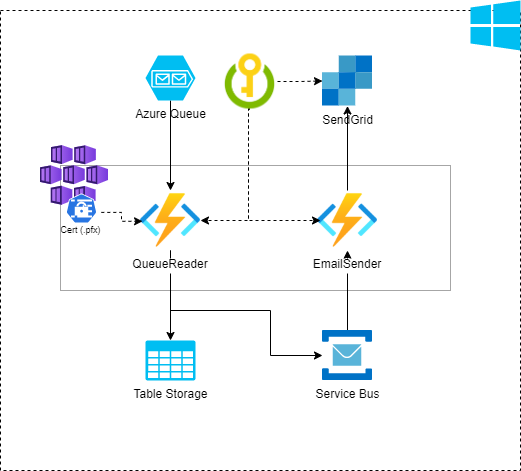 Azure Queue
SendGrid
Cert (.pfx)
QueueReader
EmailSender
Table Storage
Service Bus